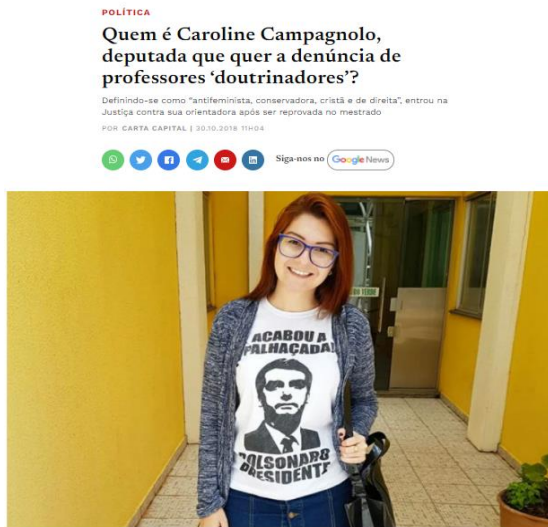 POLÍTICA
Quem é Caroline Campagnolo,
deputada que quer a denúncia de
professores ‘doutrinadores’?
Definindo-se como “antifeminista, conservadora, cristã e de direita”, entrou na
Justiça contra sua orientadora após ser reprovada no mestrado
POR CARTA CAPITAL | 30.10.2018 11H04
Siga-nos no Google News
ACABOU A
PALHAÇADA!
BOLSONARO
PRESIDENTE